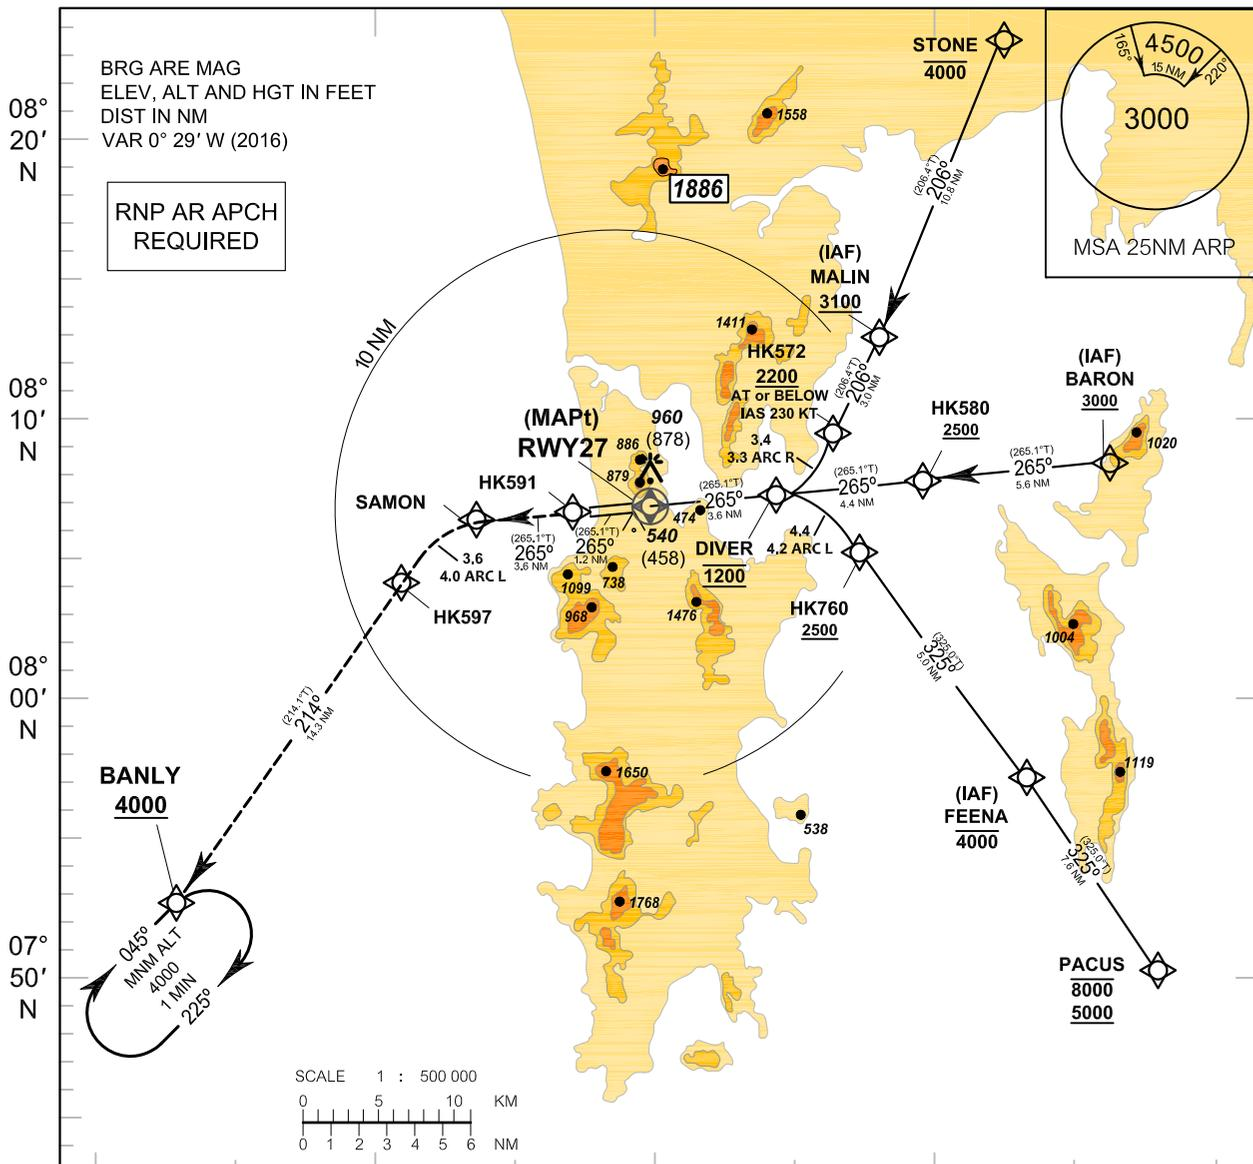 BRG ARE MAG
ELEV, ALT AND HGT IN FEET
DIST IN NM
VAR 0° 29' W (2016)
RNP AR APCH
REQUIRED
STONE
4000
165°
4500
15 NM
220°
3000
MSA 25NM ARP
08°
20'
N
1558
1886
(206.4°T)
206°
10.8 NM
(IAF)
MALIN
3100
10 NM
1411
HK572
2200
AT or BELOW
IAS 230 KT
(206.4°T)
206°
3.0 NM
(IAF)
BARON
3000
08°
10'
N
HK580
2500
1020
(MAPt)
RWY27
960
(878)
886
879
3.4
3.3 ARC R
(265.1°T)
265°
5.6 NM
(265.1°T)
265°
4.4 NM
(265.1°T)
265°
3.6 NM
474
HK591
SAMON
(265.1°T)
265°
3.6 NM
(265.1°T)
265°
1.2 NM
540
(458)
DIVER
1200
4.4
4.2 ARC L
3.6
4.0 ARC L
HK597
1099
738
968
1476
HK760
2500
1004
08°
00'
N
(325.0°T)
325°
5.0 NM
(214.1°T)
214°
14.3 NM
BANLY
4000
1650
1119
538
(IAF)
FEENA
4000
(325.0°T)
325°
7.6 NM
1768
07°
50'
N
045°
MNM ALT
4000
1 MIN
225°
PACUS
8000
5000
SCALE 1 : 500 000
0 5 10 KM
0 1 2 3 4 5 6 NM